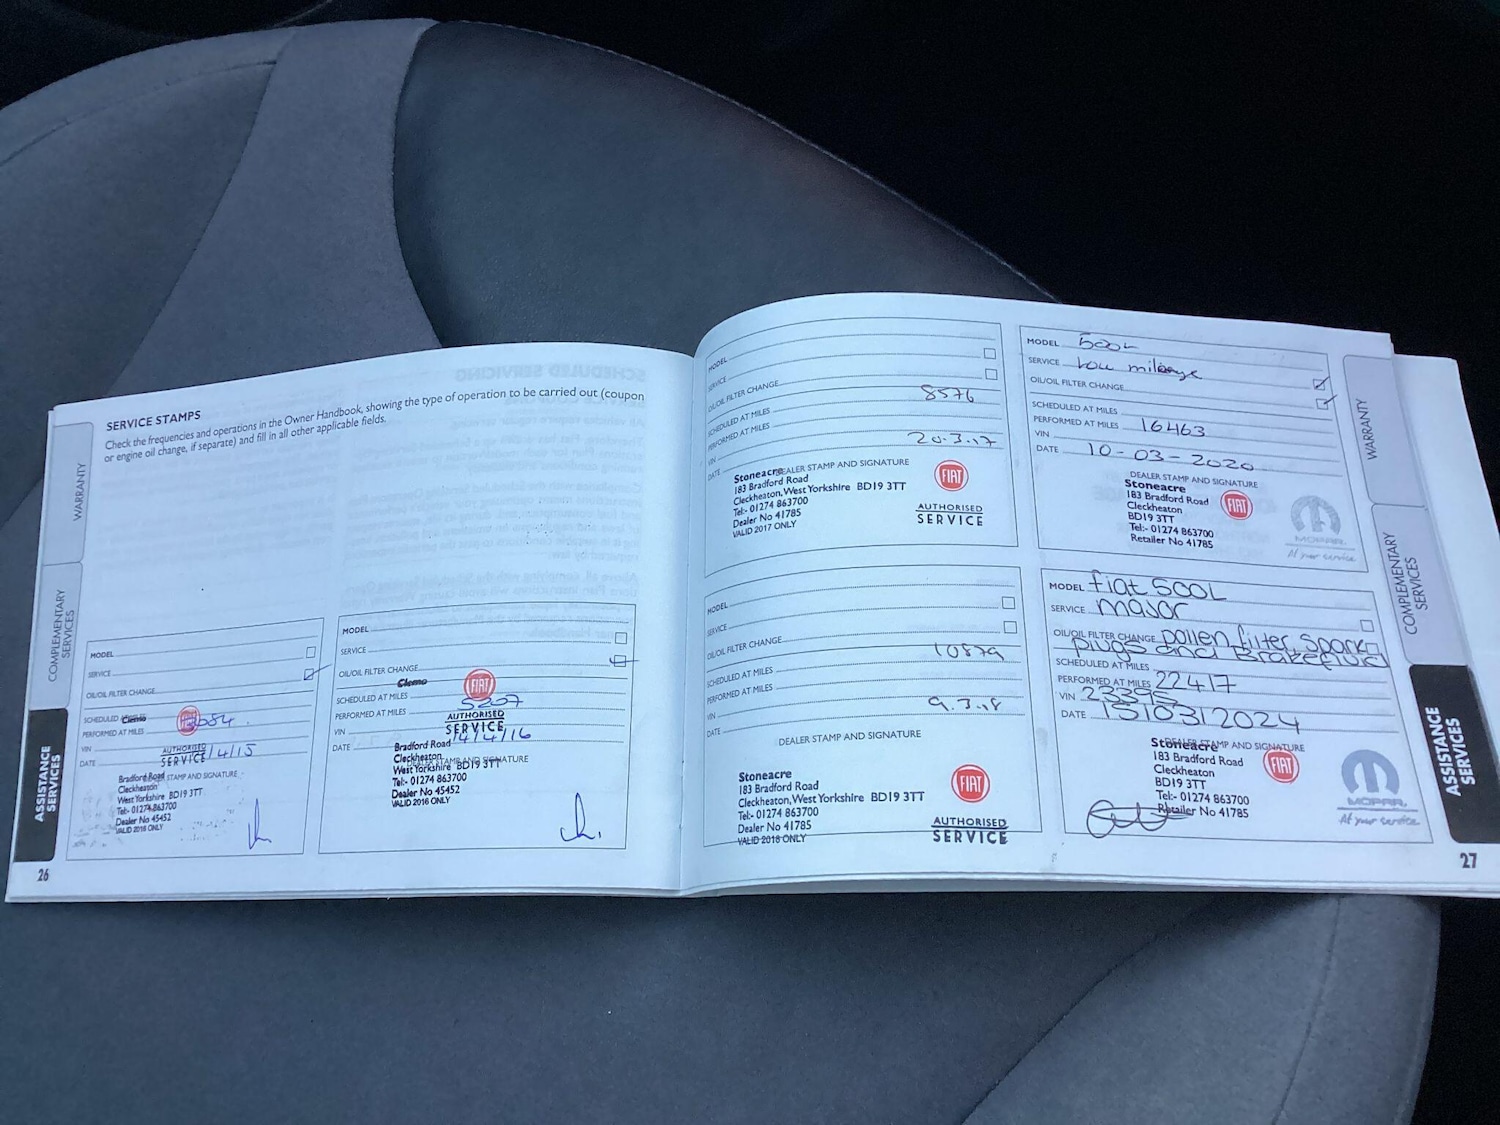 SERVICE STAMPS
Check the frequencies and operations in the Owner Handbook, showing the type of operation to be carried out (coupon
or engine oil change, if separate) and fill in all other applicable fields.
WARRANTY
COMPLEMENTARY
SERVICES
ASSISTANCE
SERVICES
MODEL
SERVICE
OIL/OIL FILTER CHANGE
SCHEDULED
PERFORMED AT MILES
VIN
AUTHORISED
SERVICE
DATE /4/15
STAMP AND SIGNATURE
Bradford Road
Cleckheaton
West Yorkshire BD19 3TT
Tel:- 01274 863700
Dealer No 45452
VALID 2016 ONLY
26
MODEL
SERVICE
OIL/OIL FILTER CHANGE
FIAT
SCHEDULED AT MILES 5207
PERFORMED AT MILES
AUTHORISED
SERVICE
VIN
DATE 14/4/16
Bradford Road
Cleckheaton
West Yorkshire BD19 3TT
DEALER STAMP AND SIGNATURE
Tel:- 01274 863700
Dealer No 45452
VALID 2016 ONLY
MODEL
SERVICE
OIL/OIL FILTER CHANGE
SCHEDULED AT MILES 8576
PERFORMED AT MILES
VIN
DATE 20.3.17
DEALER STAMP AND SIGNATURE
Stoneacre
183 Bradford Road
Cleckheaton, West Yorkshire BD19 3TT
Tel:- 01274 863700
Dealer No 41785
VALID 2017 ONLY
FIAT
AUTHORISED
SERVICE
MODEL
SERVICE
OIL/OIL FILTER CHANGE
SCHEDULED AT MILES 10879
PERFORMED AT MILES
VIN
DATE 9.3.18
DEALER STAMP AND SIGNATURE
Stoneacre
183 Bradford Road
Cleckheaton, West Yorkshire BD19 3TT
Tel:- 01274 863700
Dealer No 41785
VALID 2018 ONLY
FIAT
AUTHORISED
SERVICE
MODEL 500L
SERVICE Low mileage
OIL/OIL FILTER CHANGE
SCHEDULED AT MILES
PERFORMED AT MILES 16463
VIN
DATE 10-03-2020
DEALER STAMP AND SIGNATURE
Stoneacre
183 Bradford Road
Cleckheaton
BD19 3TT
Tel:- 01274 863700
Retailer No 41785
FIAT
MOPAR
At your service
MODEL fiat 500L
SERVICE major
OIL/OIL FILTER CHANGE pollen filter, spark
plugs and Brakefluid
SCHEDULED AT MILES
PERFORMED AT MILES 22417
VIN 23395
DATE 15/03/2024
DEALER STAMP AND SIGNATURE
Stoneacre
183 Bradford Road
Cleckheaton
BD19 3TT
Tel:- 01274 863700
Retailer No 41785
FIAT
MOPAR
At your service
WARRANTY
COMPLEMENTARY
SERVICES
ASSISTANCE
SERVICES
27